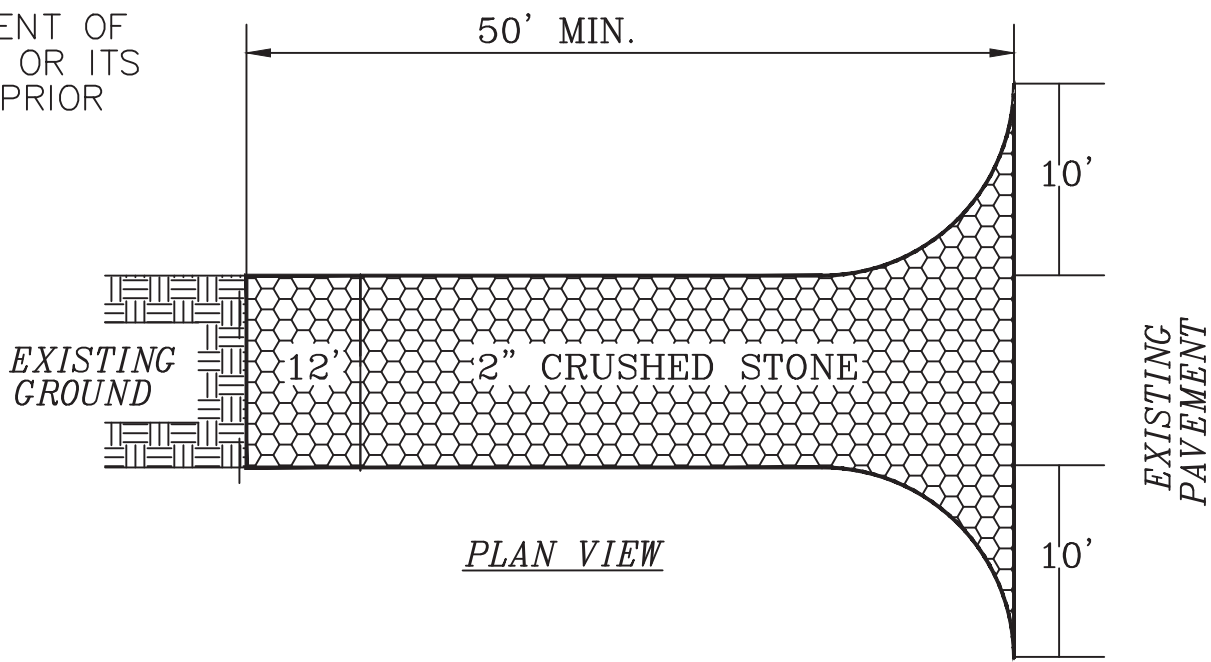 ENT OF
OR ITS
PRIOR
50' MIN.
10'
EXISTING
GROUND
12'
2” CRUSHED STONE
EXISTING
PAVEMENT
10'
PLAN VIEW